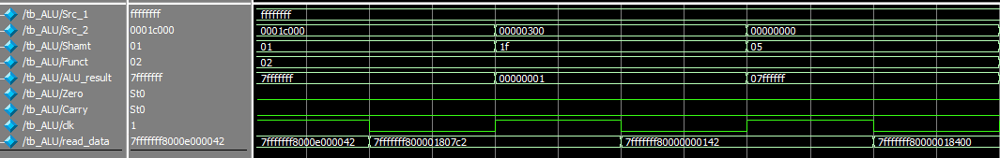 /tb_ALU/Src_1 ffffffff ffffffff
/tb_ALU/Src_2 0001c000 0001c000 00000300 00000000
/tb_ALU/Shamt 01 01 1f 05
/tb_ALU/Funct 02 02
/tb_ALU/ALU_result 7fffffff 7fffffff 00000001 07ffffff
/tb_ALU/Zero St0
/tb_ALU/Carry St0
/tb_ALU/clk 1
/tb_ALU/read_data 7fffffff8000e000042 7fffffff8000e000042 7fffffff800001807c2 7fffffff80000000142 7fffffff80000018400